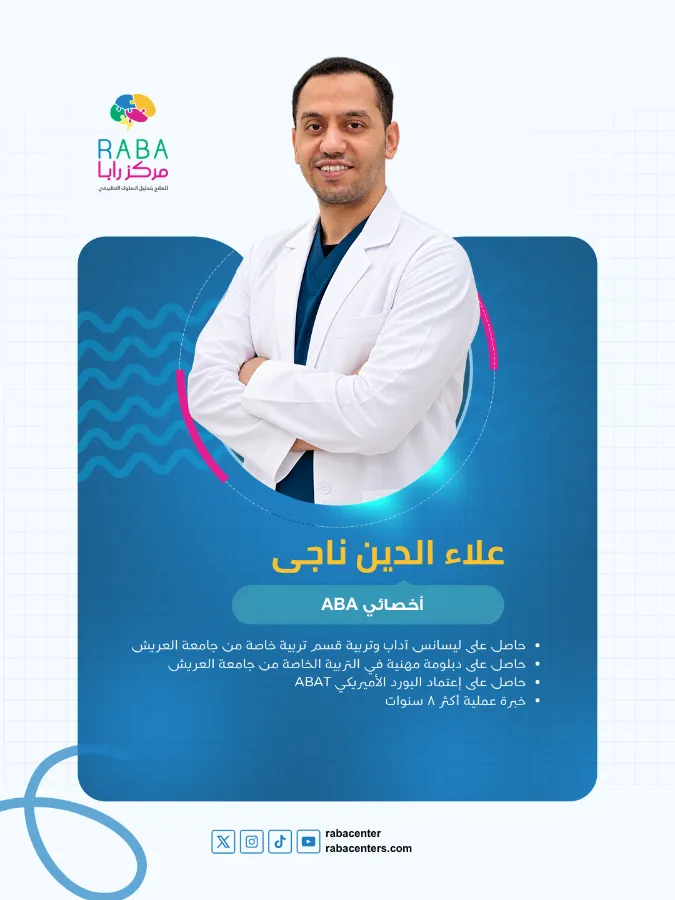 RABA
مركز رابا
للعلاج بتحليل السلوك التطبيقي
علاء الدين ناجى
أخصائي ABA
• حاصل على ليسانس آداب وتربية قسم تربية خاصة من جامعة العريش
• حاصل على دبلومة مهنية في التربية الخاصة من جامعة العريش
• حاصل على إعتماد البورد الأميريكي ABAT
• خبرة عملية أكثر ٨ سنوات
rabacenter
rabacenters.com